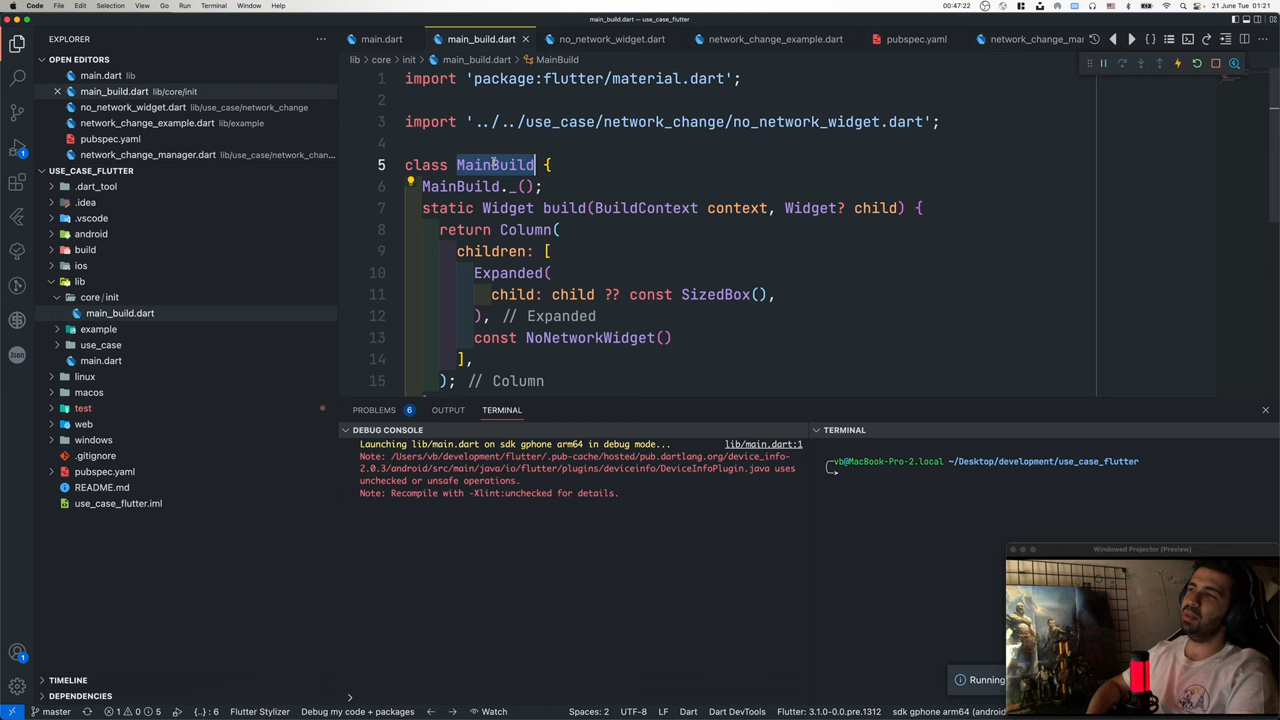 Code File Edit Selection View Go Run Terminal Window Help
00:47:22
21 June Tue 01:21
main_build.dart — use_case_flutter
EXPLORER
OPEN EDITORS
main.dart lib
main_build.dart lib/core/init
no_network_widget.dart lib/use_case/network_change
network_change_example.dart lib/example
pubspec.yaml
network_change_manager.dart lib/use_case/network_chan...
USE_CASE_FLUTTER
.dart_tool
.idea
.vscode
android
build
ios
lib
core/init
main_build.dart
example
use_case
main.dart
linux
macos
test
web
windows
.gitignore
pubspec.yaml
README.md
use_case_flutter.iml
TIMELINE
DEPENDENCIES
main.dart
main_build.dart
no_network_widget.dart
network_change_example.dart
pubspec.yaml
network_change_mar
lib > core > init > main_build.dart > MainBuild
1 import 'package:flutter/material.dart';
2
3 import '../../use_case/network_change/no_network_widget.dart';
4
5 class MainBuild {
6 MainBuild._();
7 static Widget build(BuildContext context, Widget? child) {
8 return Column(
9 children: [
10 Expanded(
11 child: child ?? const SizedBox(),
12 ), // Expanded
13 const NoNetworkWidget()
14 ],
15 ); // Column
PROBLEMS 6 OUTPUT TERMINAL
DEBUG CONSOLE
Launching lib/main.dart on sdk gphone arm64 in debug mode... lib/main.dart:1
Note: /Users/vb/development/flutter/.pub-cache/hosted/pub.dartlang.org/device_info-
2.0.3/android/src/main/java/io/flutter/plugins/deviceinfo/DeviceInfoPlugin.java uses
unchecked or unsafe operations.
Note: Recompile with -Xlint:unchecked for details.
TERMINAL
vb@MacBook-Pro-2.local ~/Desktop/development/use_case_flutter
Windowed Projector (Preview)
Running
Json
1
1
master 1 0 5 {..} : 6 Flutter Stylizer Debug my code + packages Watch Spaces: 2 UTF-8 LF Dart Dart DevTools Flutter: 3.1.0-0.0.pre.1312 sdk gphone arm64 (android